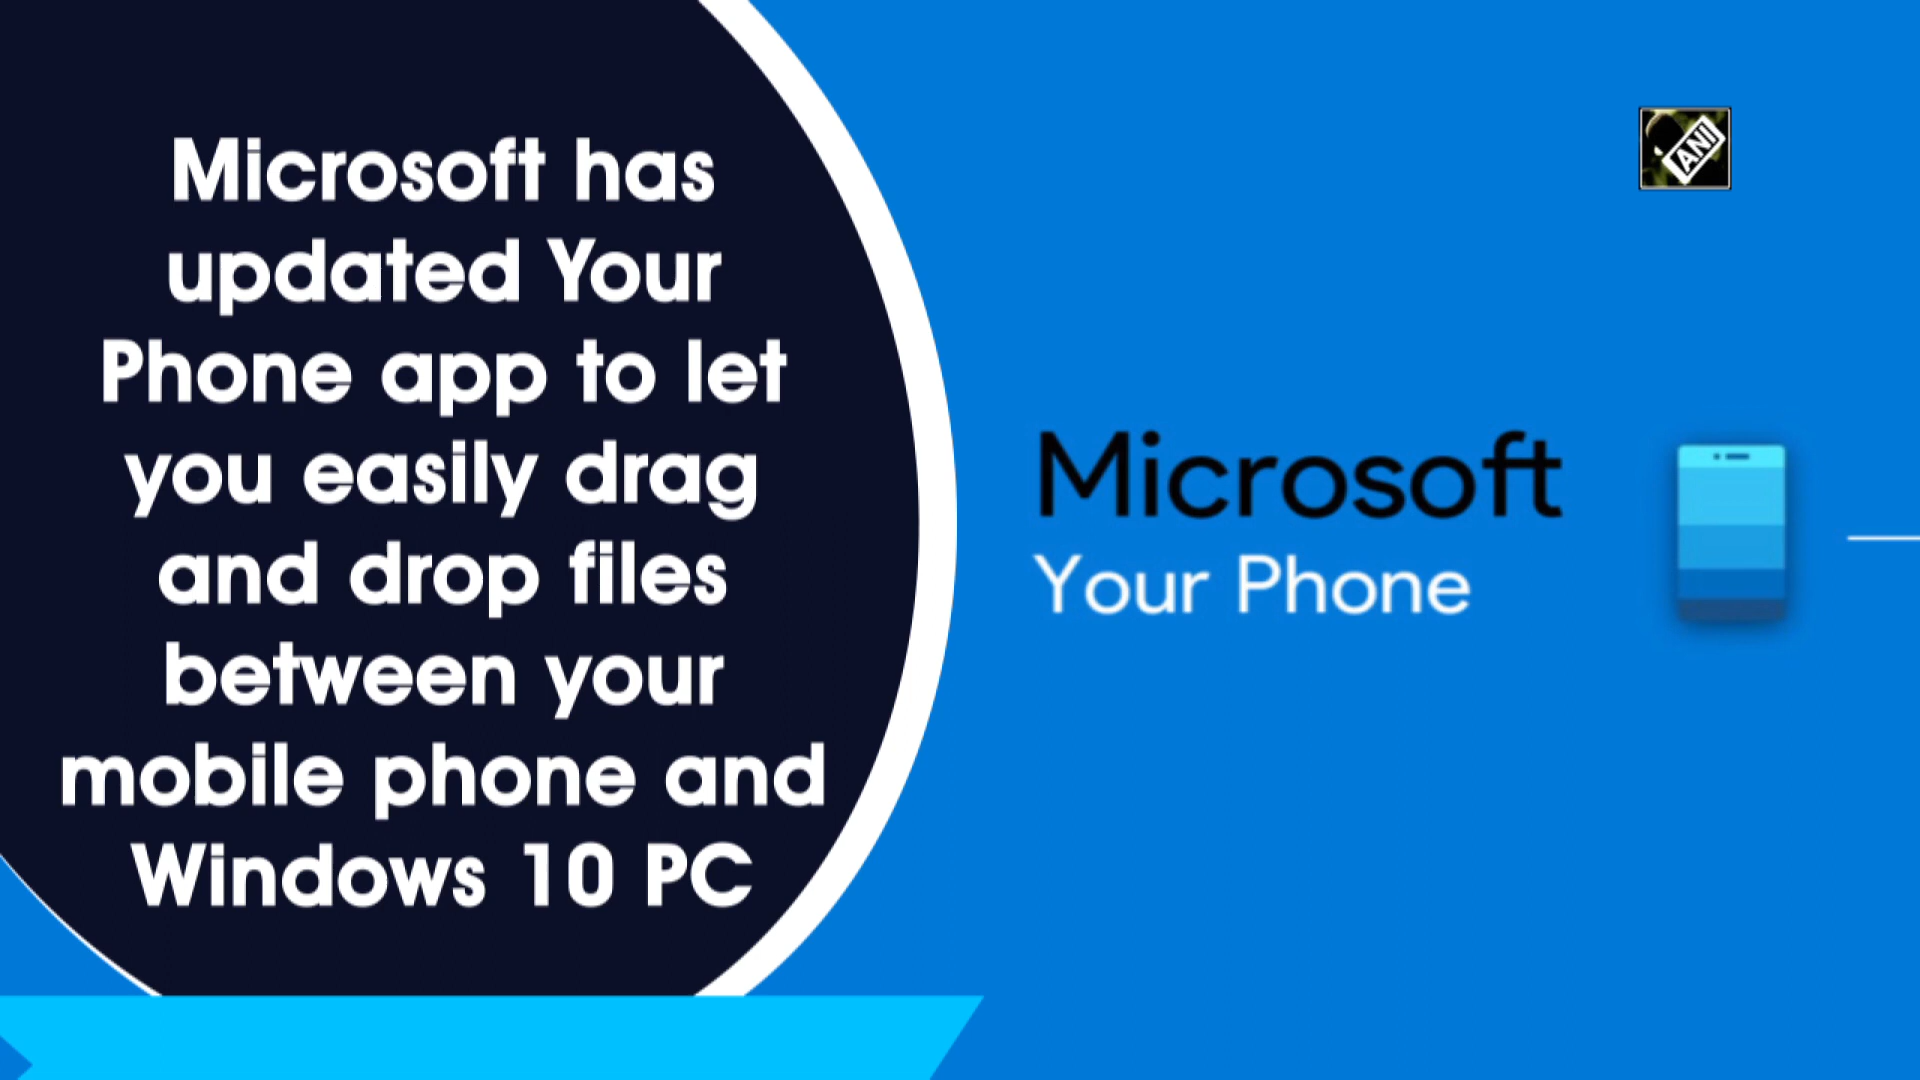 Microsoft has
updated Your
Phone app to let
you easily drag
and drop files
between your
mobile phone and
Windows 10 PC
ANI
Microsoft
Your Phone